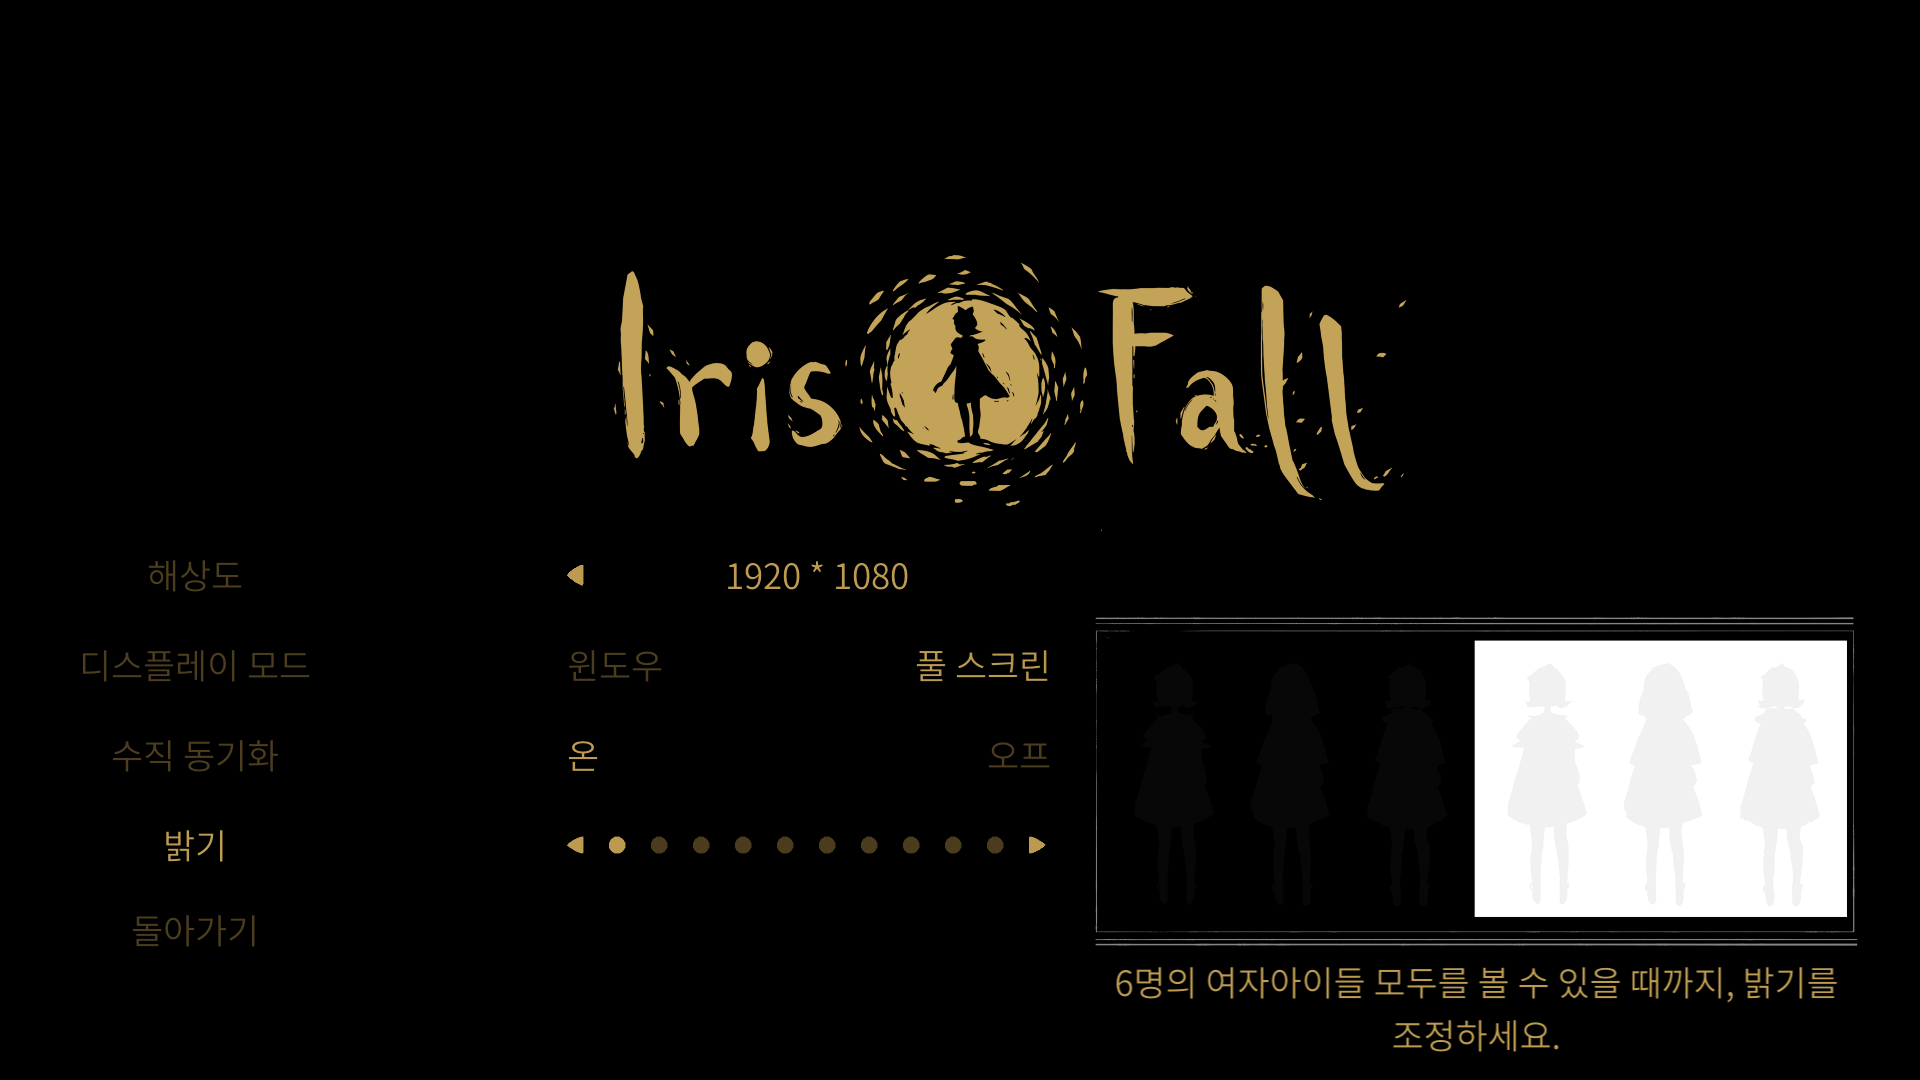 Iris Fall
해상도 1920 * 1080
디스플레이 모드 윈도우 풀 스크린
수직 동기화 온 오프
밝기
돌아가기
6명의 여자아이들 모두를 볼 수 있을 때까지, 밝기를
조정하세요.